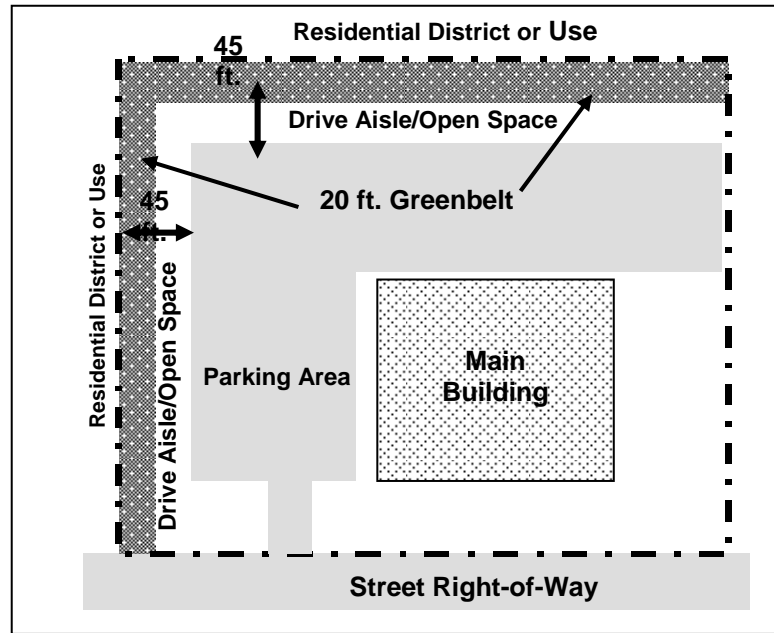 Residential District or Use
45
ft.
Drive Aisle/Open Space
Residential District or Use
20 ft. Greenbelt
45
ft.
Drive Aisle/Open Space
Parking Area
Main
Building
Street Right-of-Way